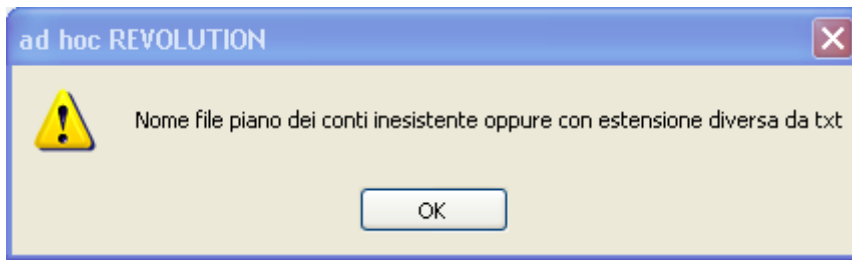 ad hoc REVOLUTION
Nome file piano dei conti inesistente oppure con estensione diversa da txt
OK